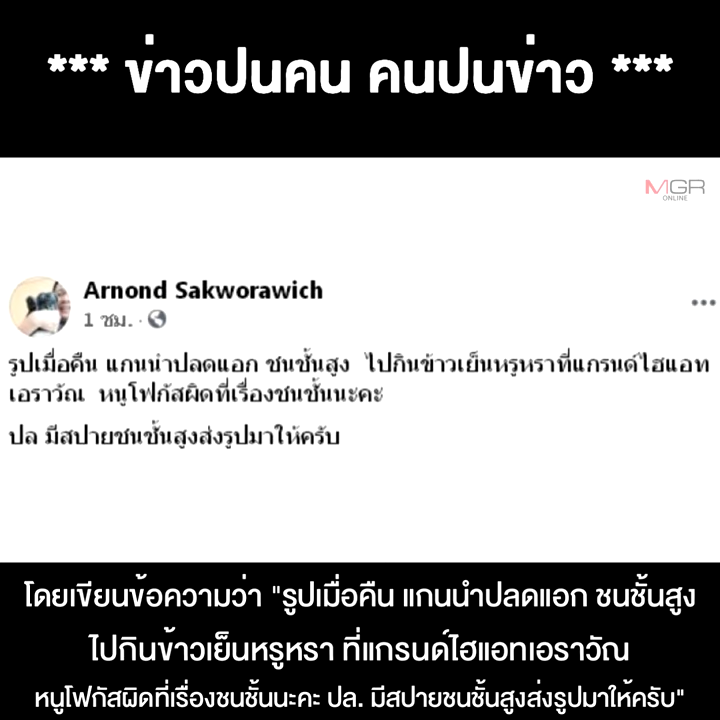 *** ข่าวปนคน คนปนข่าว ***
MGR
ONLINE
Arnond Sakworawich
1 ชม. ·
รูปเมื่อคืน แกนนำปลดแอก ชนชั้นสูง ไปกินข้าวเย็นหรูหราที่แกรนด์ไฮแอท
เอราวัณ หนูโฟกัสผิดที่เรื่องชนชั้นนะคะ
ปล มีสปายชนชั้นสูงส่งรูปมาให้ครับ
โดยเขียนข้อความว่า "รูปเมื่อคืน แกนนำปลดแอก ชนชั้นสูง
ไปกินข้าวเย็นหรูหรา ที่แกรนด์ไฮแอทเอราวัณ
หนูโฟกัสผิดที่เรื่องชนชั้นนะคะ ปล. มีสปายชนชั้นสูงส่งรูปมาให้ครับ"